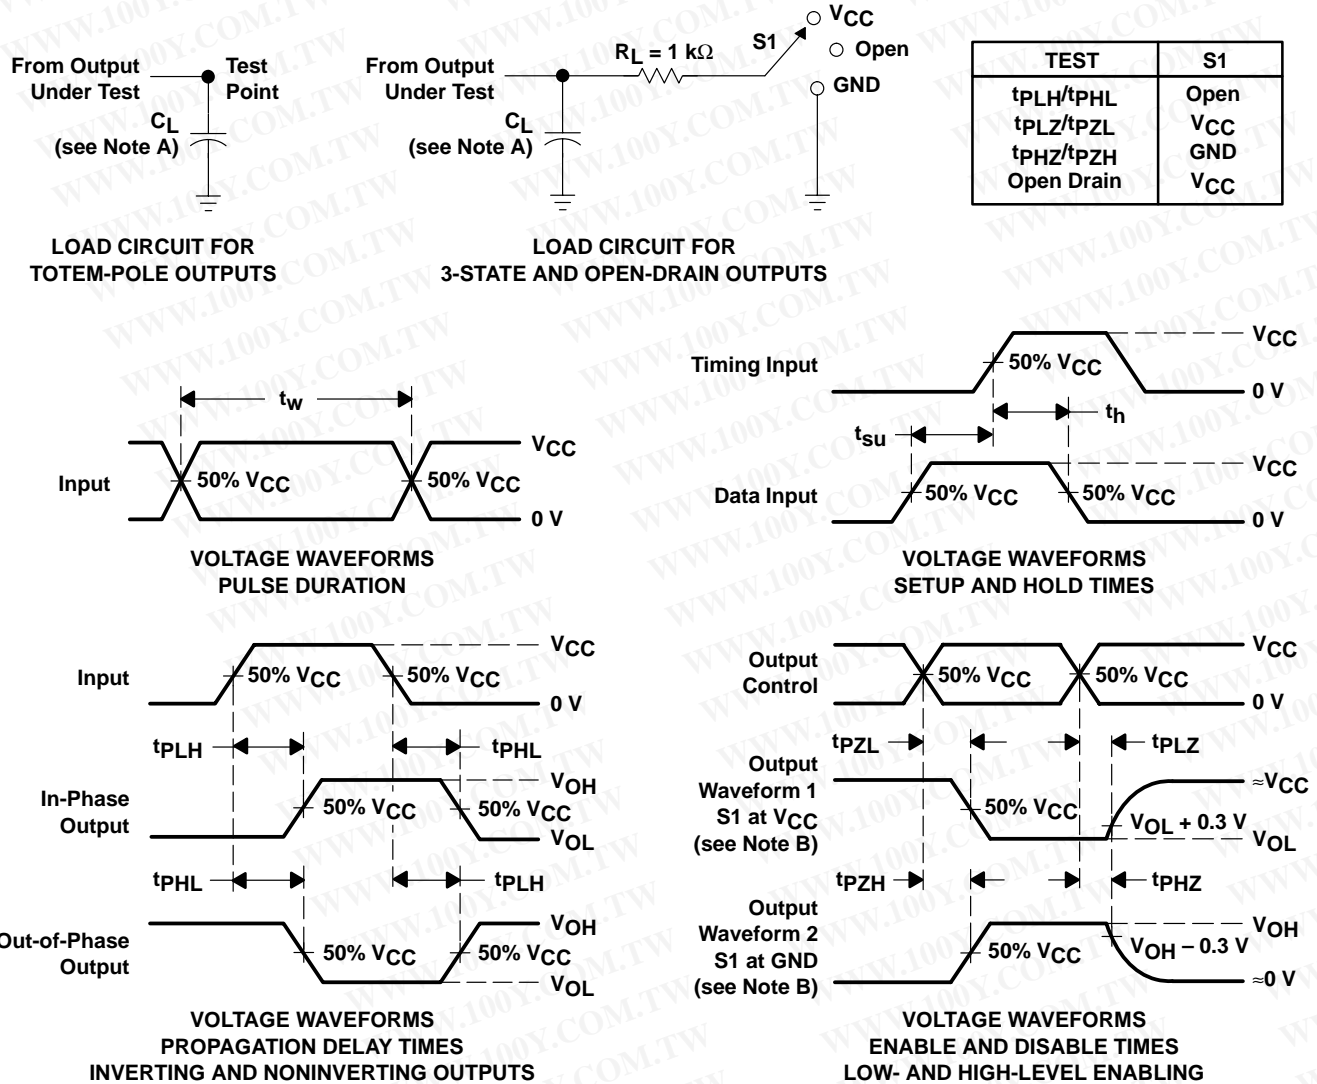 From Output
Under Test
Test
Point
CL
(see Note A)
LOAD CIRCUIT FOR
TOTEM-POLE OUTPUTS
From Output
Under Test
RL = 1 kΩ
S1
VCC
Open
GND
CL
(see Note A)
LOAD CIRCUIT FOR
3-STATE AND OPEN-DRAIN OUTPUTS
TEST S1
tPLH/tPHL Open
tPLZ/tPZL VCC
tPHZ/tPZH GND
Open Drain VCC
tw
Input
50% VCC
50% VCC
VCC
0 V
VOLTAGE WAVEFORMS
PULSE DURATION
Timing Input
50% VCC
VCC
0 V
th
tsu
Data Input
50% VCC
50% VCC
VCC
0 V
VOLTAGE WAVEFORMS
SETUP AND HOLD TIMES
Input
50% VCC
50% VCC
VCC
0 V
tPLH
tPHL
In-Phase
Output
50% VCC
50% VCC
VOH
VOL
tPHL
tPLH
Out-of-Phase
Output
50% VCC
50% VCC
VOH
VOL
VOLTAGE WAVEFORMS
PROPAGATION DELAY TIMES
INVERTING AND NONINVERTING OUTPUTS
Output
Control
50% VCC
50% VCC
VCC
0 V
tPZL
tPLZ
Output
Waveform 1
S1 at VCC
(see Note B)
50% VCC
VOL + 0.3 V
≈VCC
VOL
tPZH
tPHZ
Output
Waveform 2
S1 at GND
(see Note B)
50% VCC
VOH − 0.3 V
VOH
≈0 V
VOLTAGE WAVEFORMS
ENABLE AND DISABLE TIMES
LOW- AND HIGH-LEVEL ENABLING
WWW.100Y.COM.TW